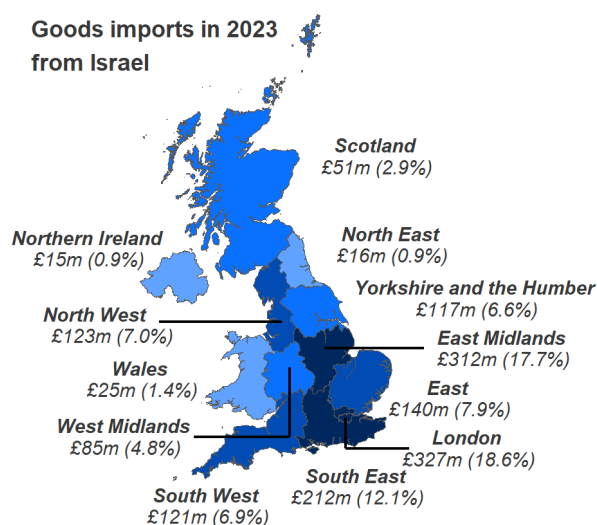 Goods imports in 2023
from Israel
Scotland
£51m (2.9%)
Northern Ireland
£15m (0.9%)
North East
£16m (0.9%)
Yorkshire and the Humber
£117m (6.6%)
North West
£123m (7.0%)
East Midlands
£312m (17.7%)
Wales
£25m (1.4%)
East
£140m (7.9%)
West Midlands
£85m (4.8%)
London
£327m (18.6%)
South East
£212m (12.1%)
South West
£121m (6.9%)